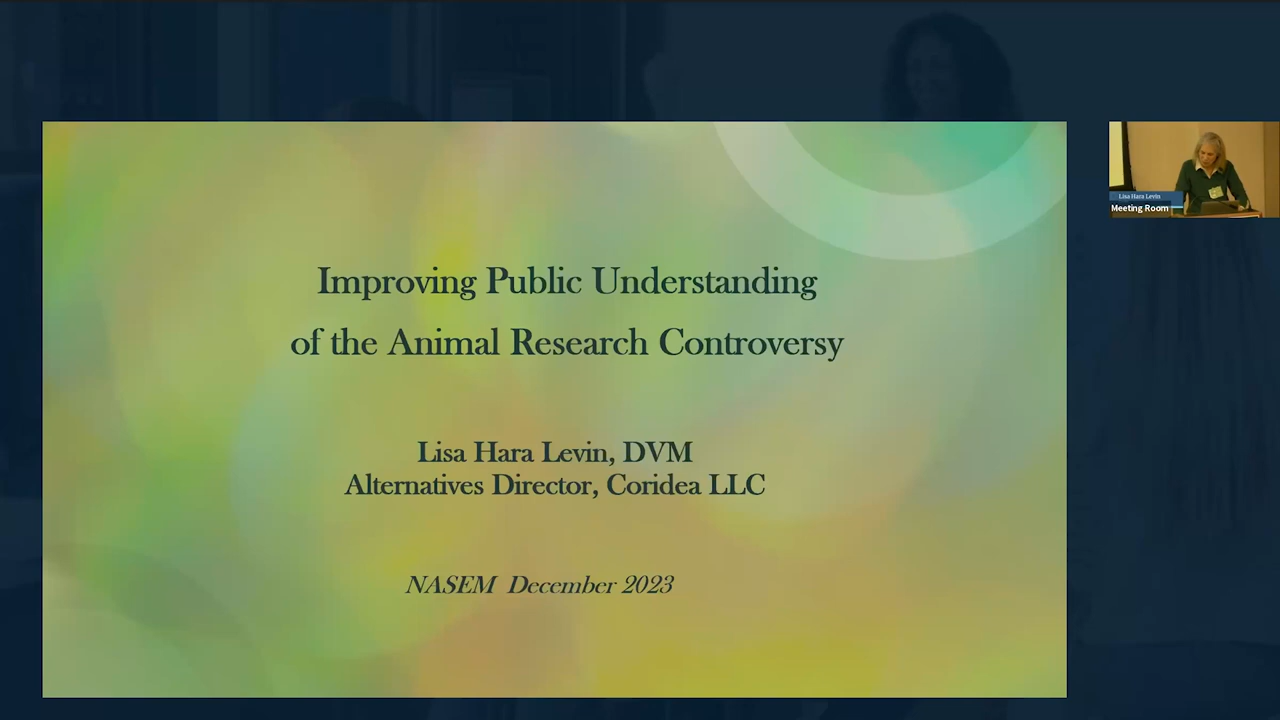 Improving Public Understanding
of the Animal Research Controversy
Lisa Hara Levin, DVM
Alternatives Director, Coridea LLC
NASEM December 2023
Lisa Hara Levin
Meeting Room